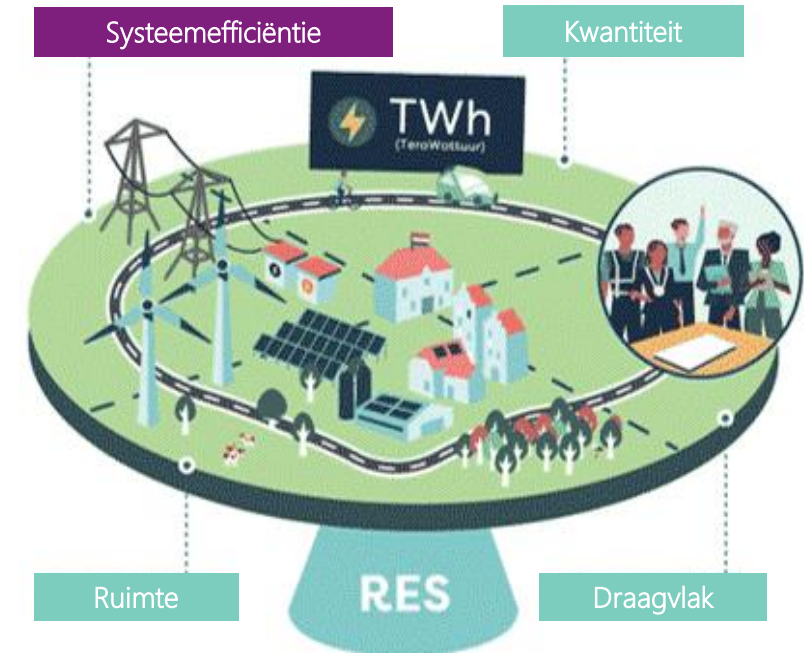 Systeemefficiëntie
Kwantiteit
TWh
(TeraWattuur)
Ruimte
RES
Draagvlak